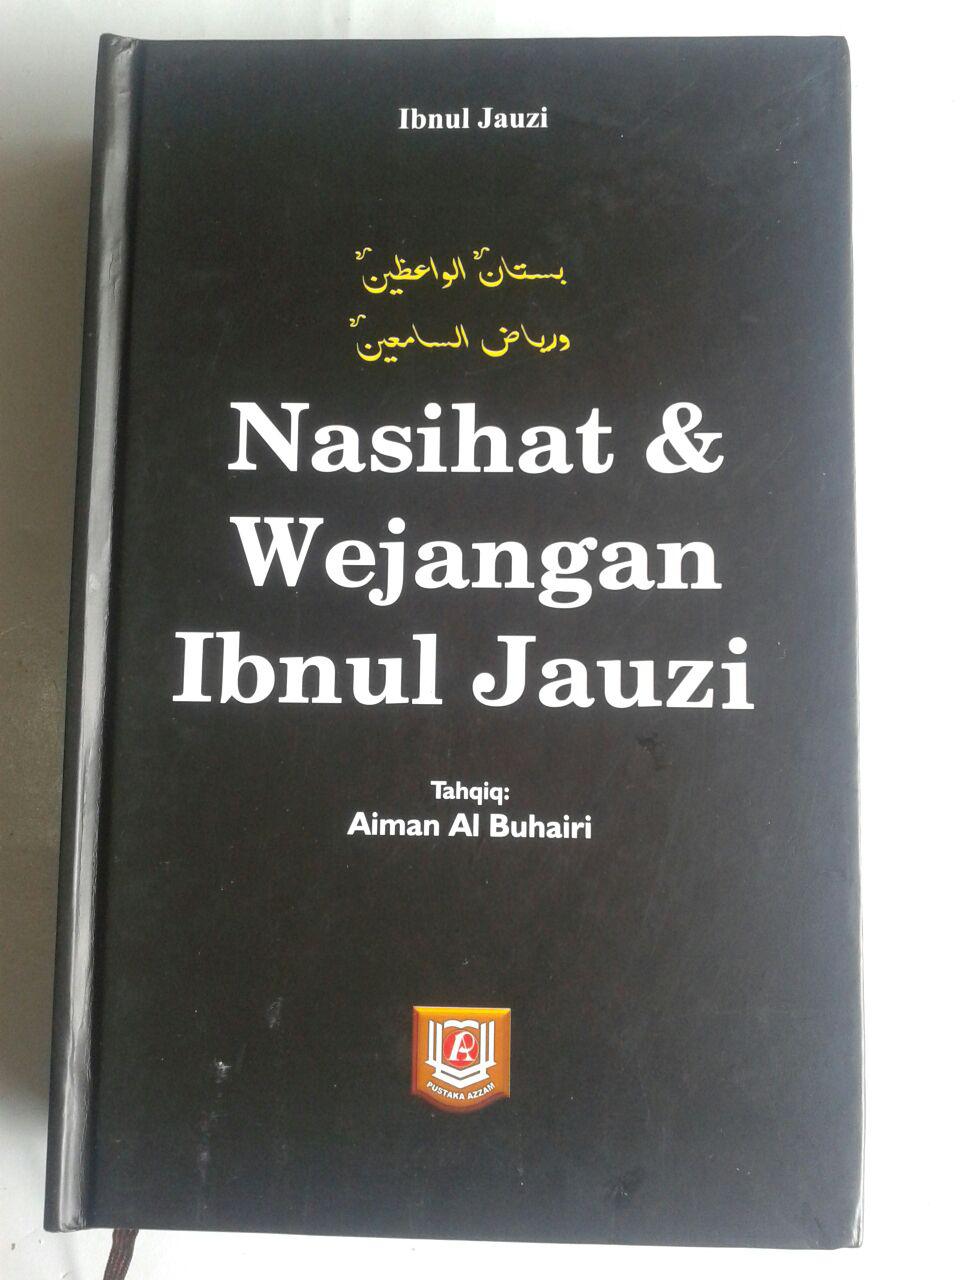 Ibnul Jauzi
بستان الواعظين
ورياض السامعين
Nasihat &
Wejangan
Ibnul Jauzi
Tahqiq:
Aiman Al Buhairi
PUSTAKA AZZAM